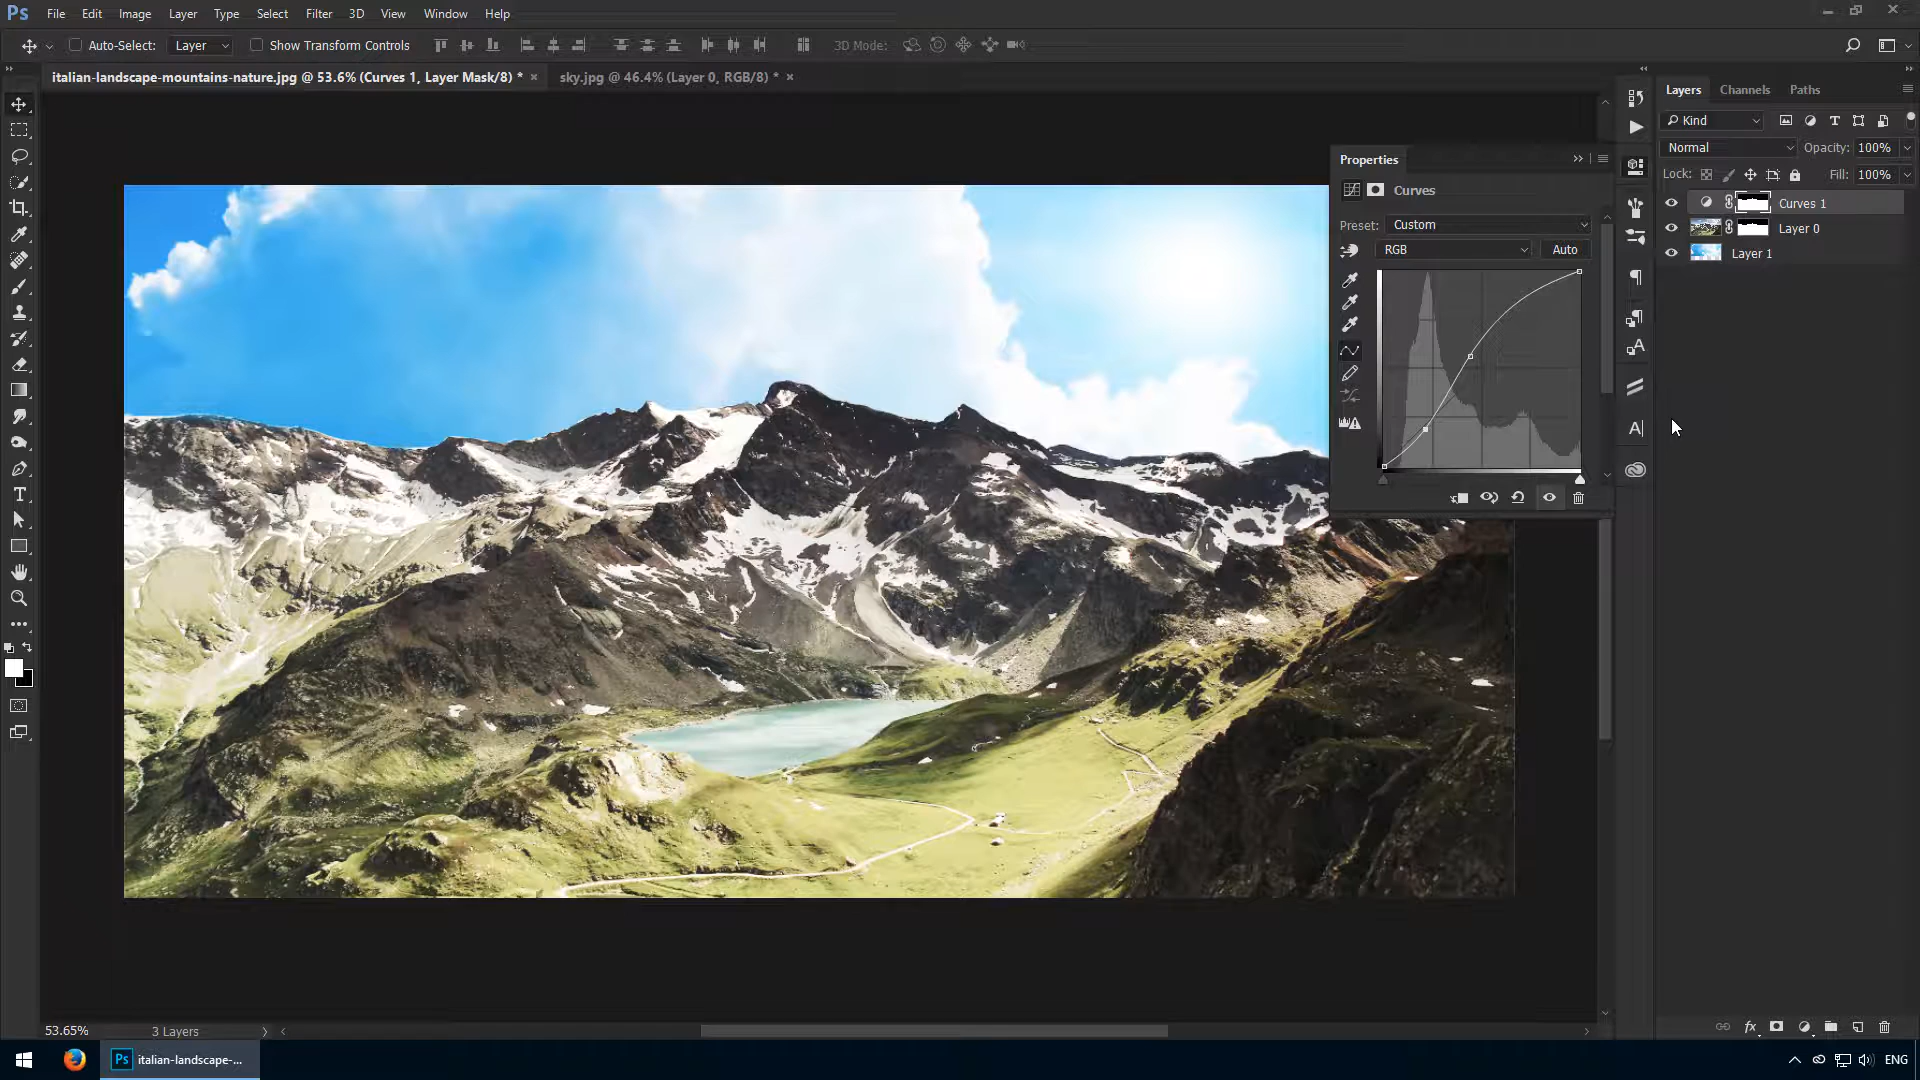 Ps File Edit Image Layer Type Select Filter 3D View Window Help
Auto-Select: Layer Show Transform Controls 3D Mode:
italian-landscape-mountains-nature.jpg @ 53.6% (Curves 1, Layer Mask/8) * × sky.jpg @ 46.4% (Layer 0, RGB/8) * ×
Layers Channels Paths
Kind
Normal Opacity: 100%
Lock: Fill: 100%
Curves 1
Layer 0
Layer 1
Properties
Curves
Preset: Custom
RGB Auto
53.65% 3 Layers
Ps italian-landscape-... ENG